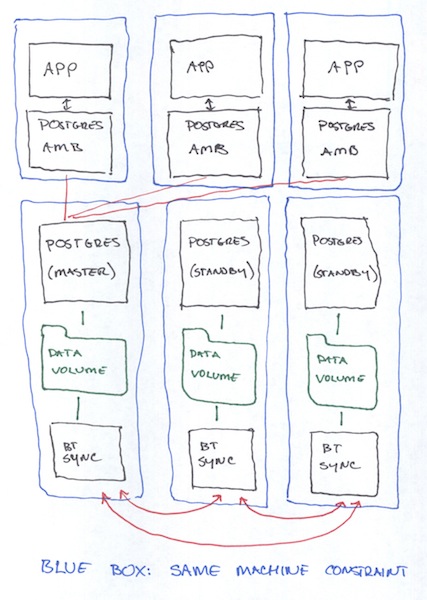 APP
APP
APP
POSTGRES
AMB
POSTGRES
AMB
POSTGRES
AMB
POSTGRES
(MASTER)
POSTGRES
(STANDBY)
POSTGRES
(STANDBY)
DATA
VOLUME
DATA
VOLUME
DATA
VOLUME
BT
SYNC
BT
SYNC
BT
SYNC
BLUE BOX: SAME MACHINE CONSTRAINT